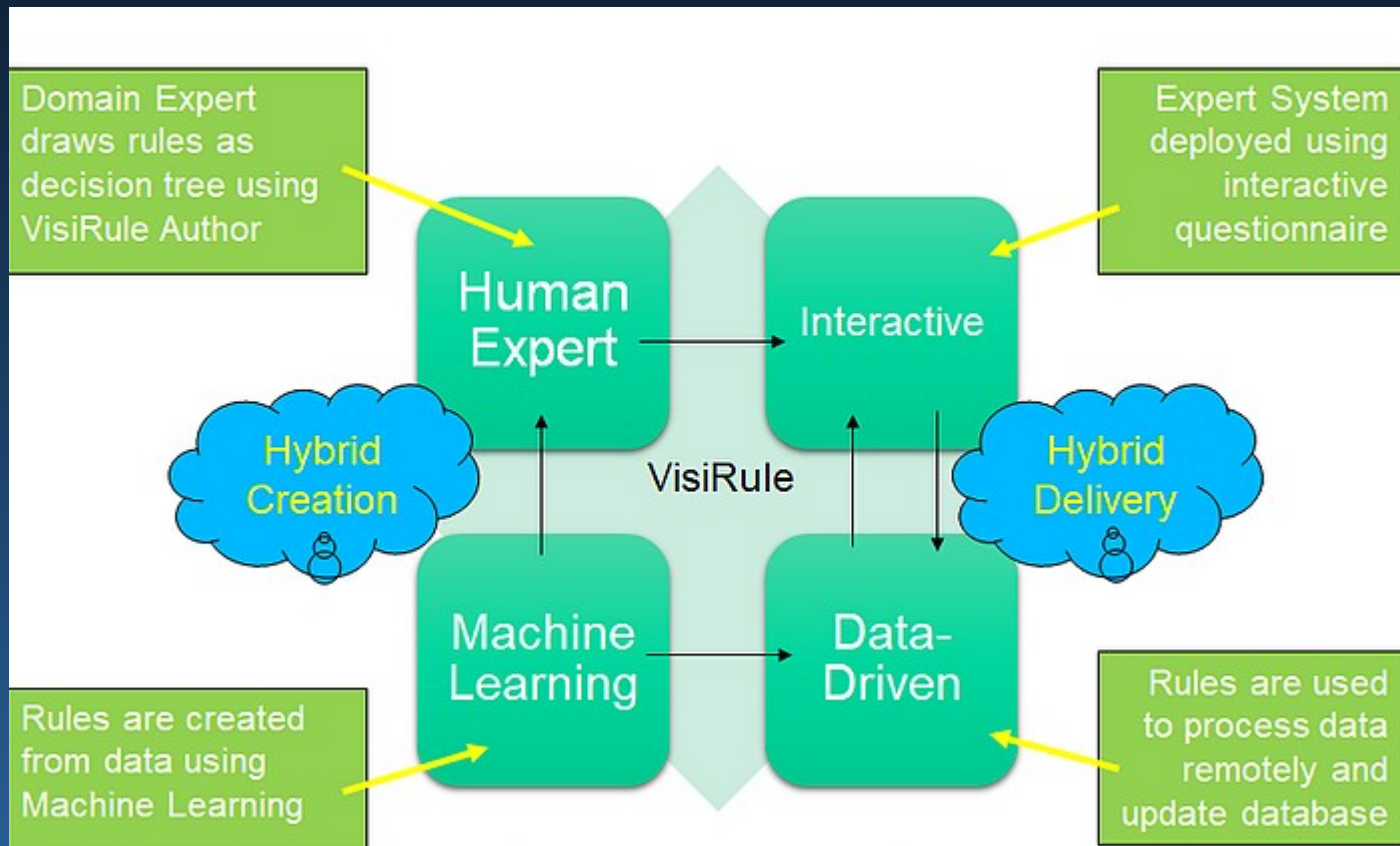 Domain Expert
draws rules as
decision tree using
VisiRule Author
Expert System
deployed using
interactive
questionnaire
Human
Expert
Interactive
Hybrid
Creation
VisiRule
Hybrid
Delivery
Machine
Learning
Data-
Driven
Rules are created
from data using
Machine Learning
Rules are used
to process data
remotely and
update database